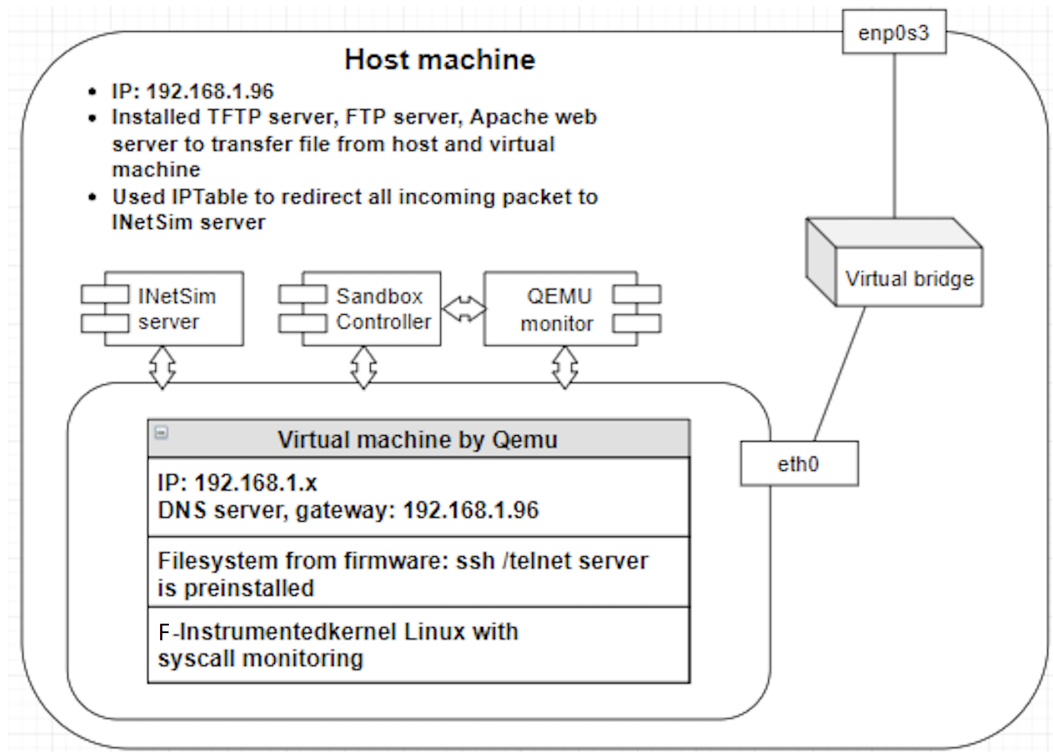 enp0s3
Host machine
• IP: 192.168.1.96
• Installed TFTP server, FTP server, Apache web
server to transfer file from host and virtual
machine
• Used IPTable to redirect all incoming packet to
INetSim server
Virtual bridge
INetSim
server
Sandbox
Controller
QEMU
monitor
Virtual machine by Qemu
eth0
IP: 192.168.1.x
DNS server, gateway: 192.168.1.96
Filesystem from firmware: ssh /telnet server
is preinstalled
F-Instrumentedkernel Linux with
syscall monitoring